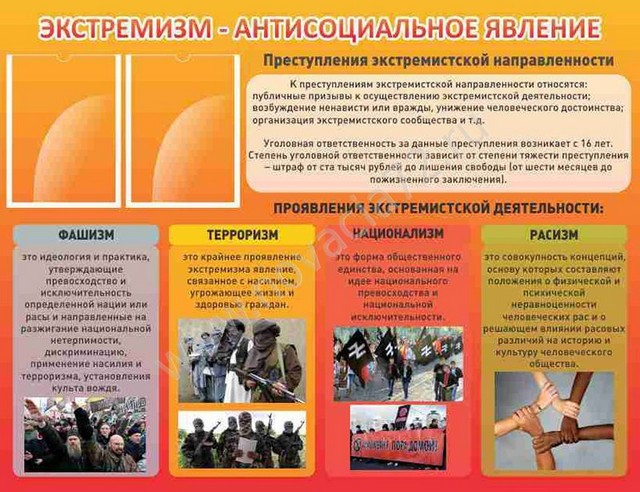 ЭКСТРЕМИЗМ - АНТИСОЦИАЛЬНОЕ ЯВЛЕНИЕ
Преступления экстремистской направленности
К преступлениям экстремистской направленности относятся:
публичные призывы к осуществлению экстремистской деятельности;
возбуждение ненависти или вражды, унижение человеческого достоинства;
организация экстремистского сообщества и т.д.
Уголовная ответственность за данные преступления возникает с 16 лет.
Степень уголовной ответственности зависит от степени тяжести преступления
– штраф от ста тысяч рублей до лишения свободы (от шести месяцев до
пожизненного заключения).
ПРОЯВЛЕНИЯ ЭКСТРЕМИСТСКОЙ ДЕЯТЕЛЬНОСТИ:
ФАШИЗМ
это идеология и практика,
утверждающие
превосходство и
исключительность
определенной нации или
расы и направленные на
разжигание национальной
нетерпимости,
дискриминацию,
применение насилия и
терроризма, установления
культа вождя.
ТЕРРОРИЗМ
это крайнее проявление
экстремизма явление,
связанное с насилием,
угрожающее жизни и
здоровью граждан.
НАЦИОНАЛИЗМ
это форма общественного
единства, основанная на
идее национального
превосходства и
национальной
исключительности.
ПОРА ДОМОЙ!
РАСИЗМ
это совокупность концепций,
основу которых составляют
положения о физической и
психической
неравноценности
человеческих рас и о
решающем влиянии расовых
различий на историю и
культуру человеческого
общества.